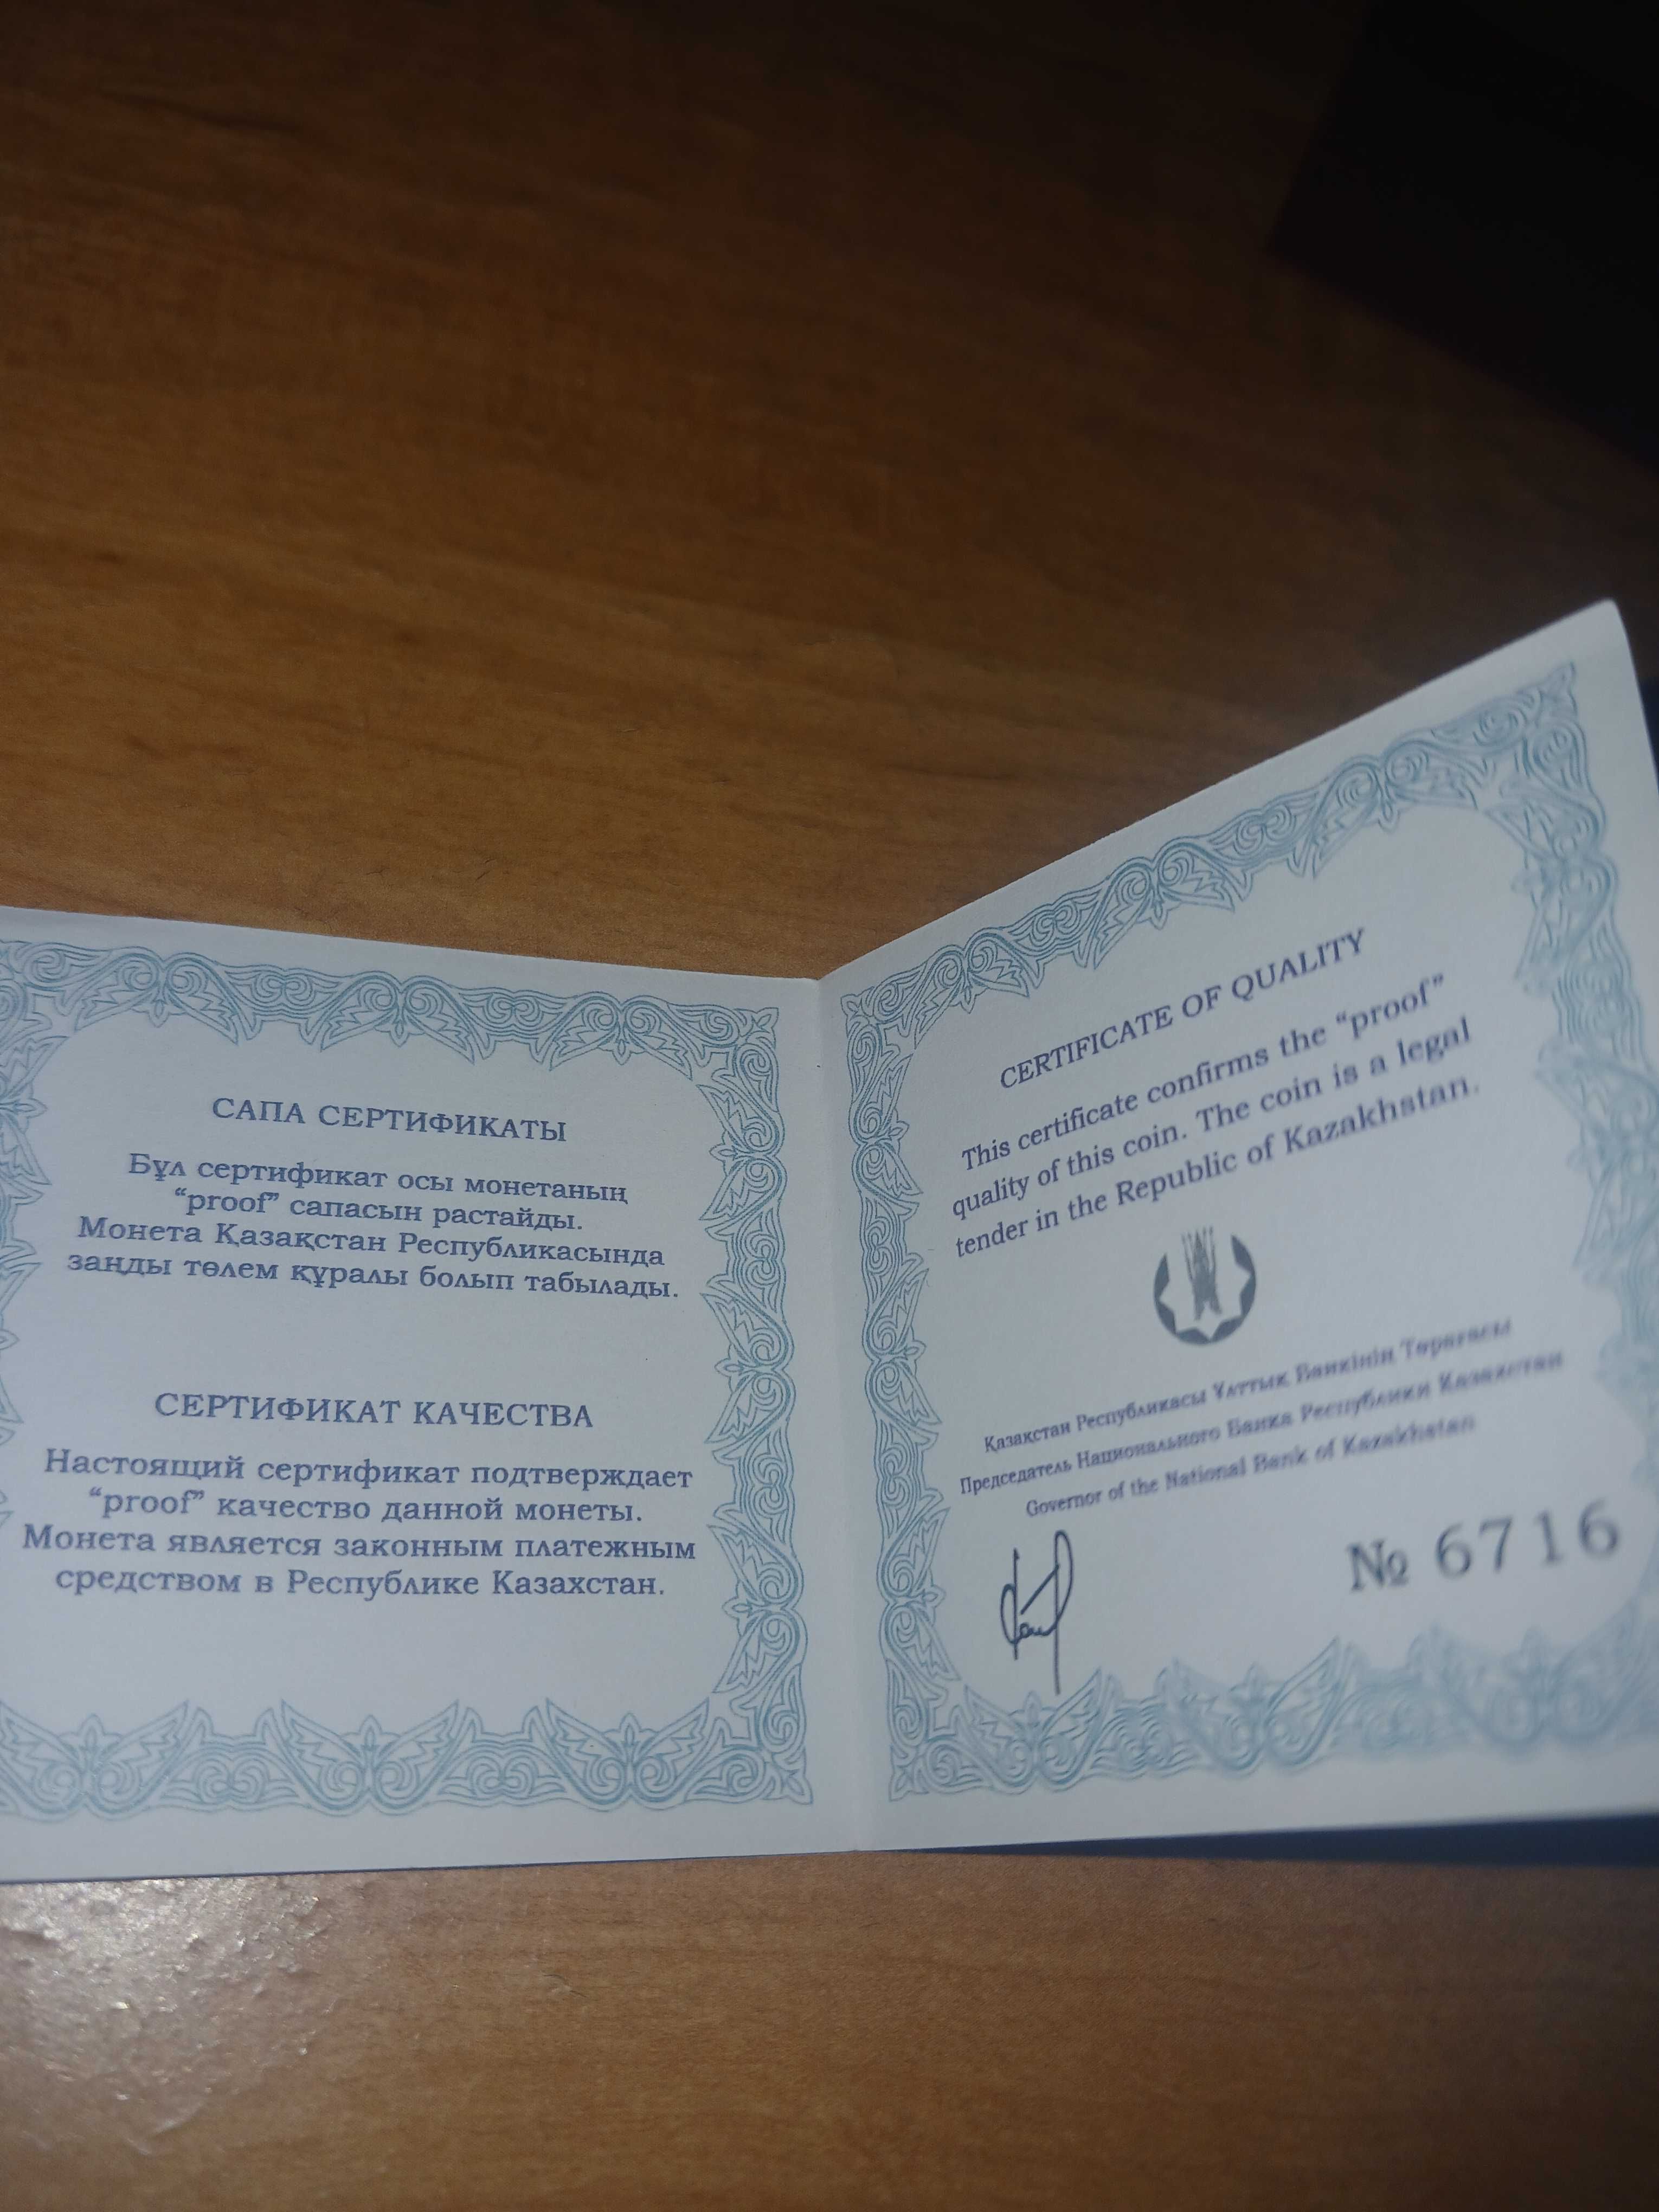 САПА СЕРТИФИКАТЫ
Бұл сертификат осы монетаның
“proof” сапасын растайды.
Монета Қазақстан Республикасында
заңды төлем құралы болып табылады.
СЕРТИФИКАТ КАЧЕСТВА
Настоящий сертификат подтверждает
“proof” качество данной монеты.
Монета является законным платежным
средством в Республике Казахстан.
CERTIFICATE OF QUALITY
This certificate confirms the “proof”
quality of this coin. The coin is a legal
tender in the Republic of Kazakhstan.
Қазақстан Республикасы Ұлттық Банкінің Төрағасы
Председатель Национального Банка Республики Казахстан
Governor of the National Bank of Kazakhstan
№ 6716